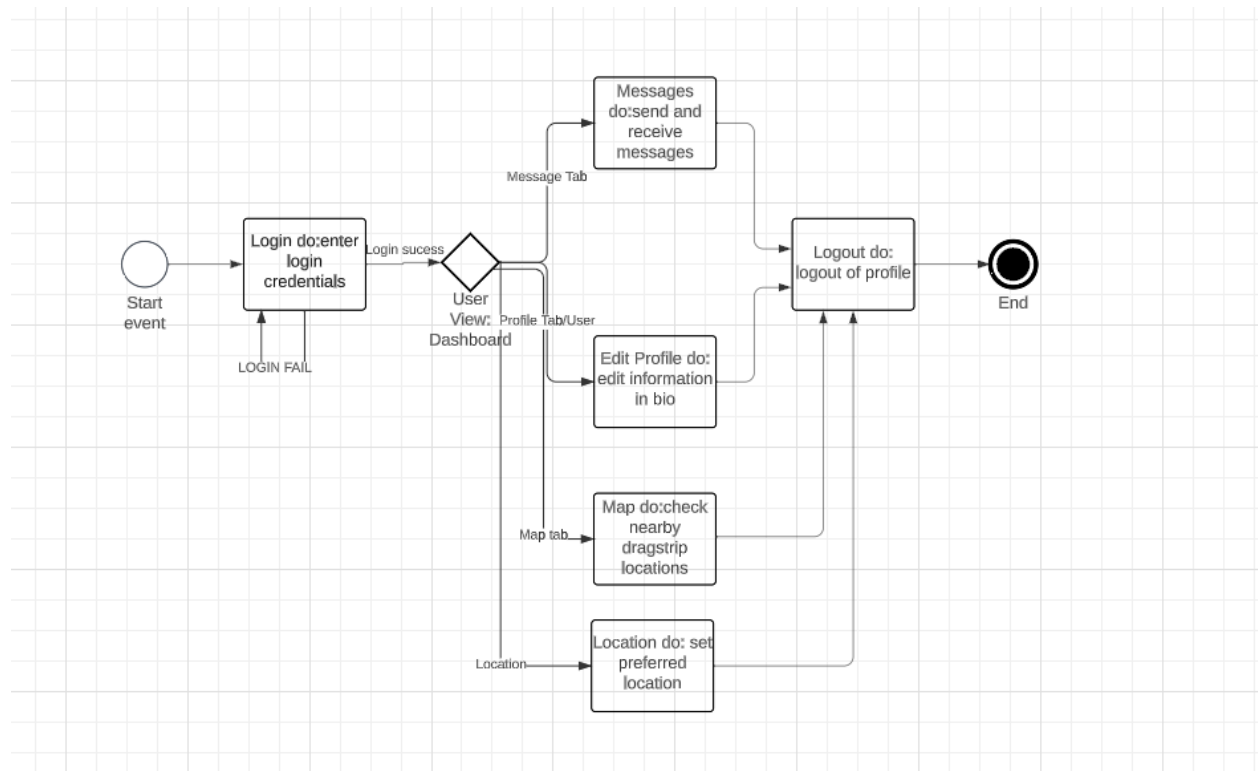 Messages
do:send and
receive
messages
Message Tab
Login do:enter
login
credentials
Login sucess
Logout do:
logout of profile
Start
event
User
View:
Dashboard
Profile Tab/User
End
LOGIN FAIL
Edit Profile do:
edit information
in bio
Map do:check
nearby
dragstrip
locations
Map tab
Location do: set
preferred
location
Location